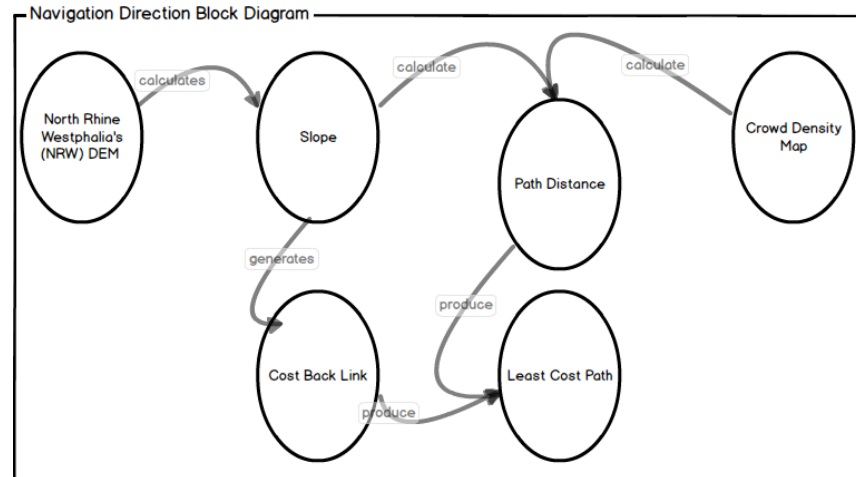 Navigation Direction Block Diagram
calculates
calculate
calculate
North Rhine
Westphalia's
(NRW) DEM
Slope
Path Distance
Crowd Density
Map
generates
produce
Cost Back Link
Least Cost Path
produce